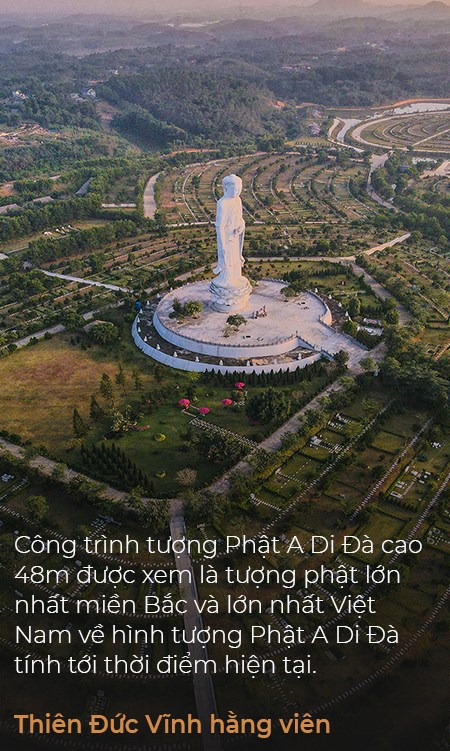 Công trình tượng Phật A Di Đà cao
48m được xem là tượng phật lớn
nhất miền Bắc và lớn nhất Việt
Nam về hình tượng Phật A Di Đà
tính tới thời điểm hiện tại.
Thiên Đức Vĩnh hằng viên